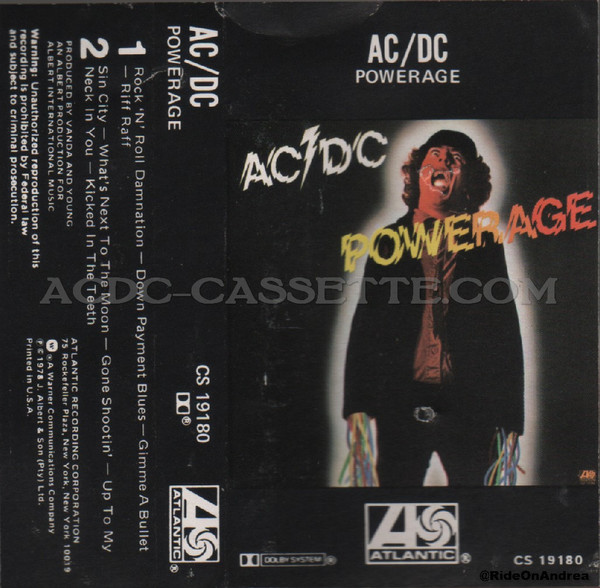 AC/DC
POWERAGE
1
Rock 'N' Roll Damnation — Down Payment Blues — Gimme A Bullet
— Riff Raff
2
Sin City — What's Next To The Moon — Gone Shootin' — Up To My
Neck In You — Kicked In The Teeth
PRODUCED BY VANDA AND YOUNG
AN ALBERT PRODUCTION FOR
ALBERT INTERNATIONAL MUSIC
Warning: Unauthorized reproduction of this
recording is prohibited by Federal law
and subject to criminal prosecution.
CS 19180
ATLANTIC
®
ATLANTIC RECORDING CORPORATION
75 Rockefeller Plaza, New York, New York 10019
Ⓦ® A Warner Communications Company
℗© 1978 J. Albert & Son (Pty) Ltd.
Printed in U.S.A.
AC/DC
POWERAGE
AC DC
POWERAGE
ACDC-CASSETTE.COM
DOLBY SYSTEM ®
ATLANTIC ®
CS 19180
@RideOnAndrea